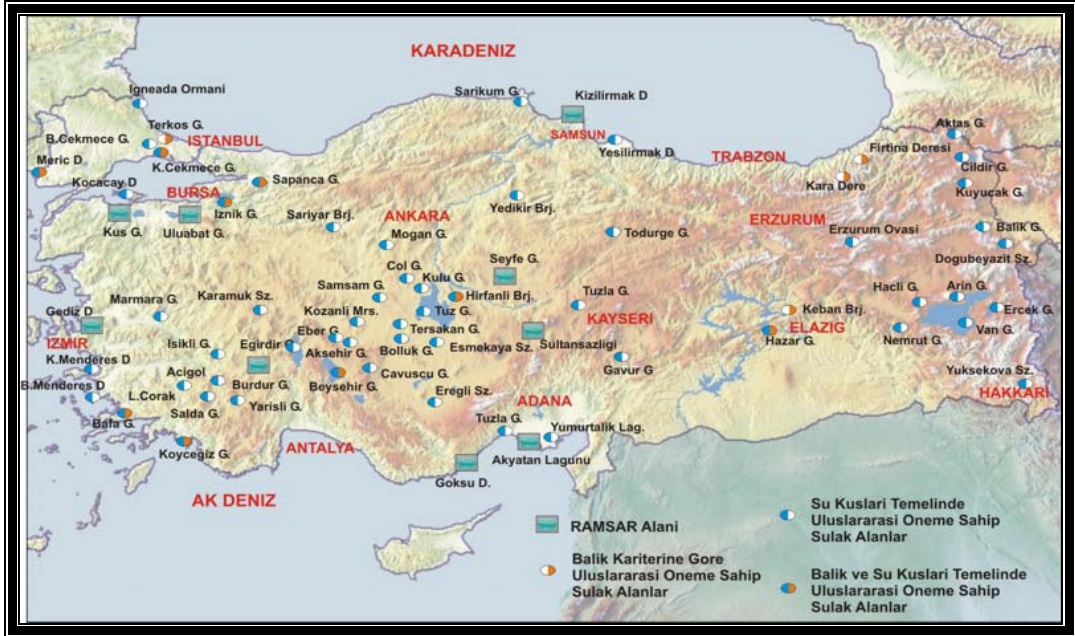 KARADENIZ
Igneada Ormani
Sarikum G.
Kizilirmak D
Terkos G.
B.Cekmece G.
ISTANBUL
SAMSUN
Aktas G.
Meric D
K.Cekmece G.
Yesilirmak D
TRABZON
Firtina Deresi
Cildir G.
Kocacay D
BURSA
Sapanca G.
Kara Dere
Kuyucak G.
Iznik G.
Sariyar Brj.
ANKARA
Yedikir Brj.
ERZURUM
Kus G.
Uluabat G.
Mogan G.
Todurge G.
Erzurum Ovasi
Balik G.
Dogubeyazit Sz.
Seyfe G.
Col G.
Kulu G.
Samsam G.
Hirfanli Brj.
Tuzla G.
Hacli G.
Arin G.
Marmara G.
Karamuk Sz.
Gediz D
Kozanli Mrs.
Tuz G.
KAYSERI
Keban Brj.
Ercek G.
Eber G.
Tersakan G.
ELAZIG
IZMIR
Isikli G.
Egirdir G
Aksehir G.
Bolluk G.
Esmekaya Sz.
Sultansazligi
Hazar G.
Nemrut G.
Van G.
K.Menderes D
Acigol
Burdur G.
Beysehir G.
Cavuscu G.
Gavur G
Yuksekova Sz.
B.Menderes D
L.Corak
Eregli Sz.
HAKKARI
Bafa G.
Salda G.
Yarisli G.
ADANA
Tuzla G.
Yumurtalik Lag.
Koycegiz G.
ANTALYA
Akyatan Lagunu
Goksu D.
AK DENIZ
RAMSAR Alani
Balik Kariterine Gore
Uluslararasi Oneme Sahip
Sulak Alanlar
Su Kuslari Temelinde
Uluslararasi Oneme Sahip
Sulak Alanlar
Balik ve Su Kuslari Temelinde
Uluslararasi Oneme Sahip
Sulak Alanlar